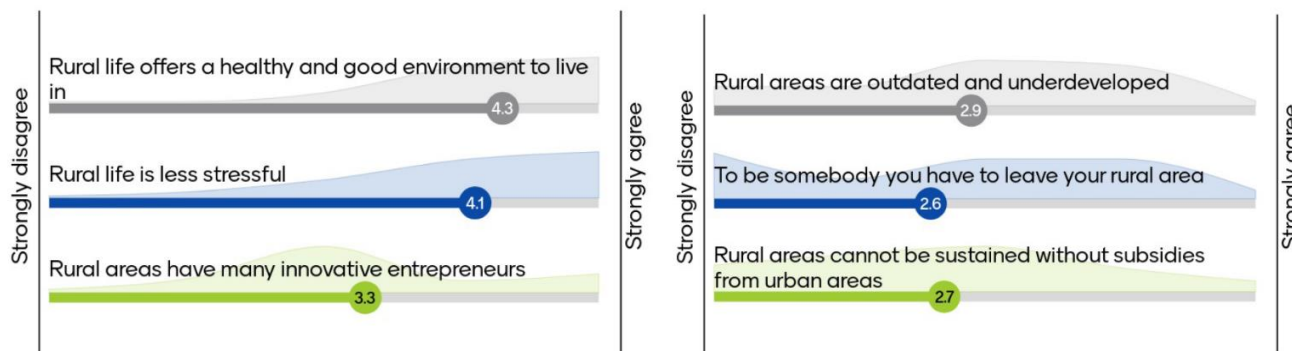 Strongly disagree
Rural life offers a healthy and good environment to live
in
4.3
Rural life is less stressful
4.1
Rural areas have many innovative entrepreneurs
3.3
Strongly agree
Strongly disagree
Rural areas are outdated and underdeveloped
2.9
To be somebody you have to leave your rural area
2.6
Rural areas cannot be sustained without subsidies
from urban areas
2.7
Strongly agree